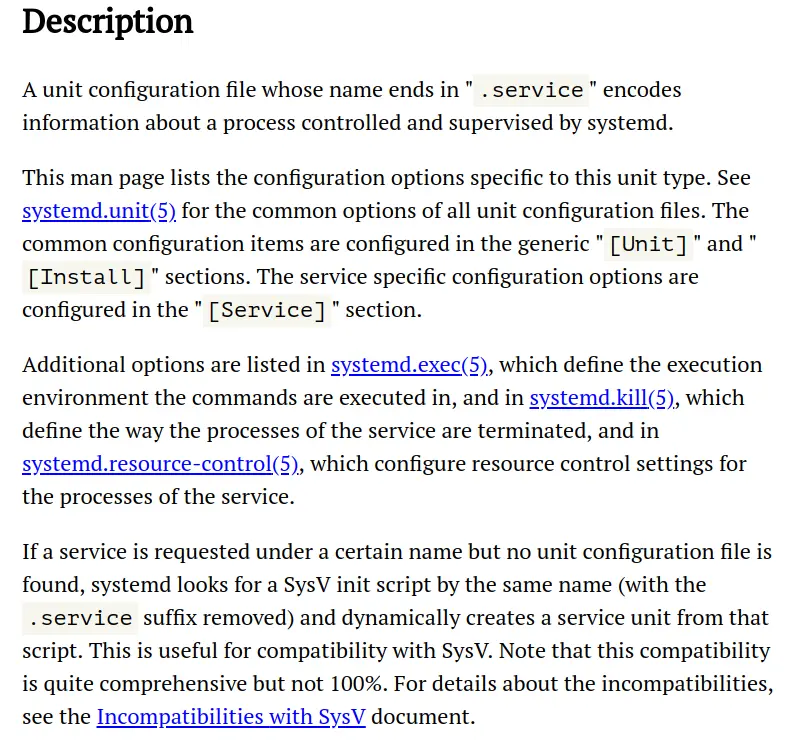 Description
A unit configuration file whose name ends in ".service" encodes
information about a process controlled and supervised by systemd.
This man page lists the configuration options specific to this unit type. See
systemd.unit(5) for the common options of all unit configuration files. The
common configuration items are configured in the generic "[Unit]" and "
[Install]" sections. The service specific configuration options are
configured in the "[Service]" section.
Additional options are listed in systemd.exec(5), which define the execution
environment the commands are executed in, and in systemd.kill(5), which
define the way the processes of the service are terminated, and in
systemd.resource-control(5), which configure resource control settings for
the processes of the service.
If a service is requested under a certain name but no unit configuration file is
found, systemd looks for a SysV init script by the same name (with the
.service suffix removed) and dynamically creates a service unit from that
script. This is useful for compatibility with SysV. Note that this compatibility
is quite comprehensive but not 100%. For details about the incompatibilities,
see the Incompatibilities with SysV document.